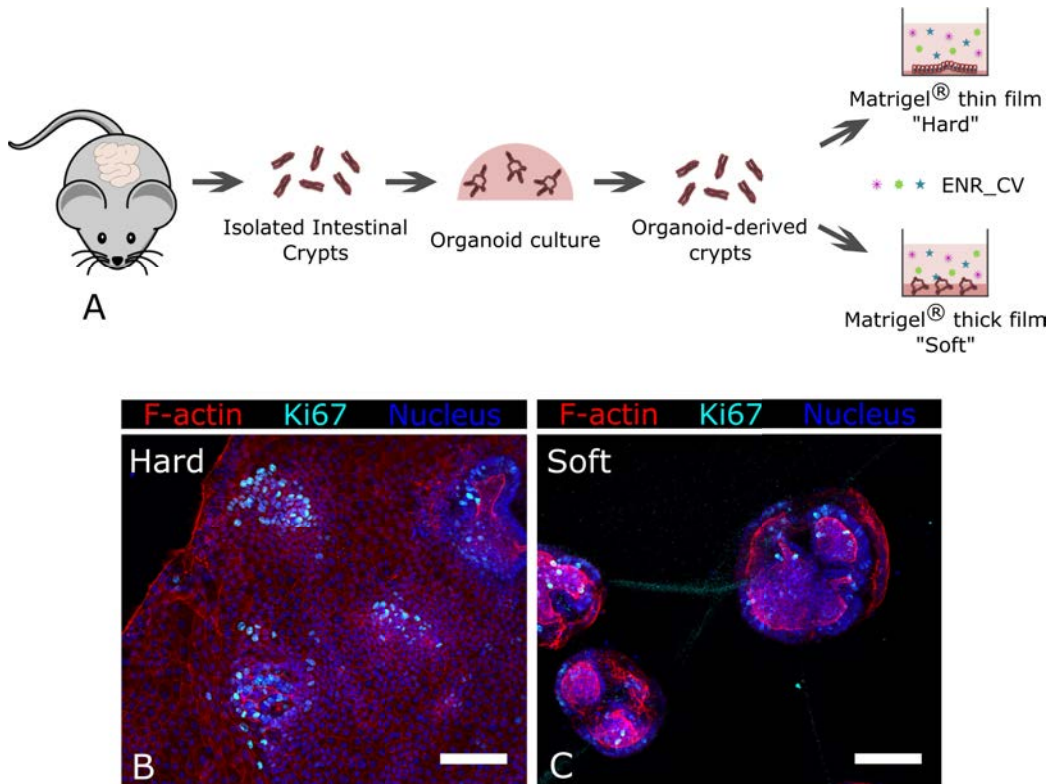 Matrigel® thin film
"Hard"
ENR_CV
Isolated Intestinal
Crypts
Organoid culture
Organoid-derived
crypts
Matrigel® thick film
"Soft"
A
F-actin Ki67 Nucleus
Hard
B
F-actin Ki67 Nucleus
Soft
C